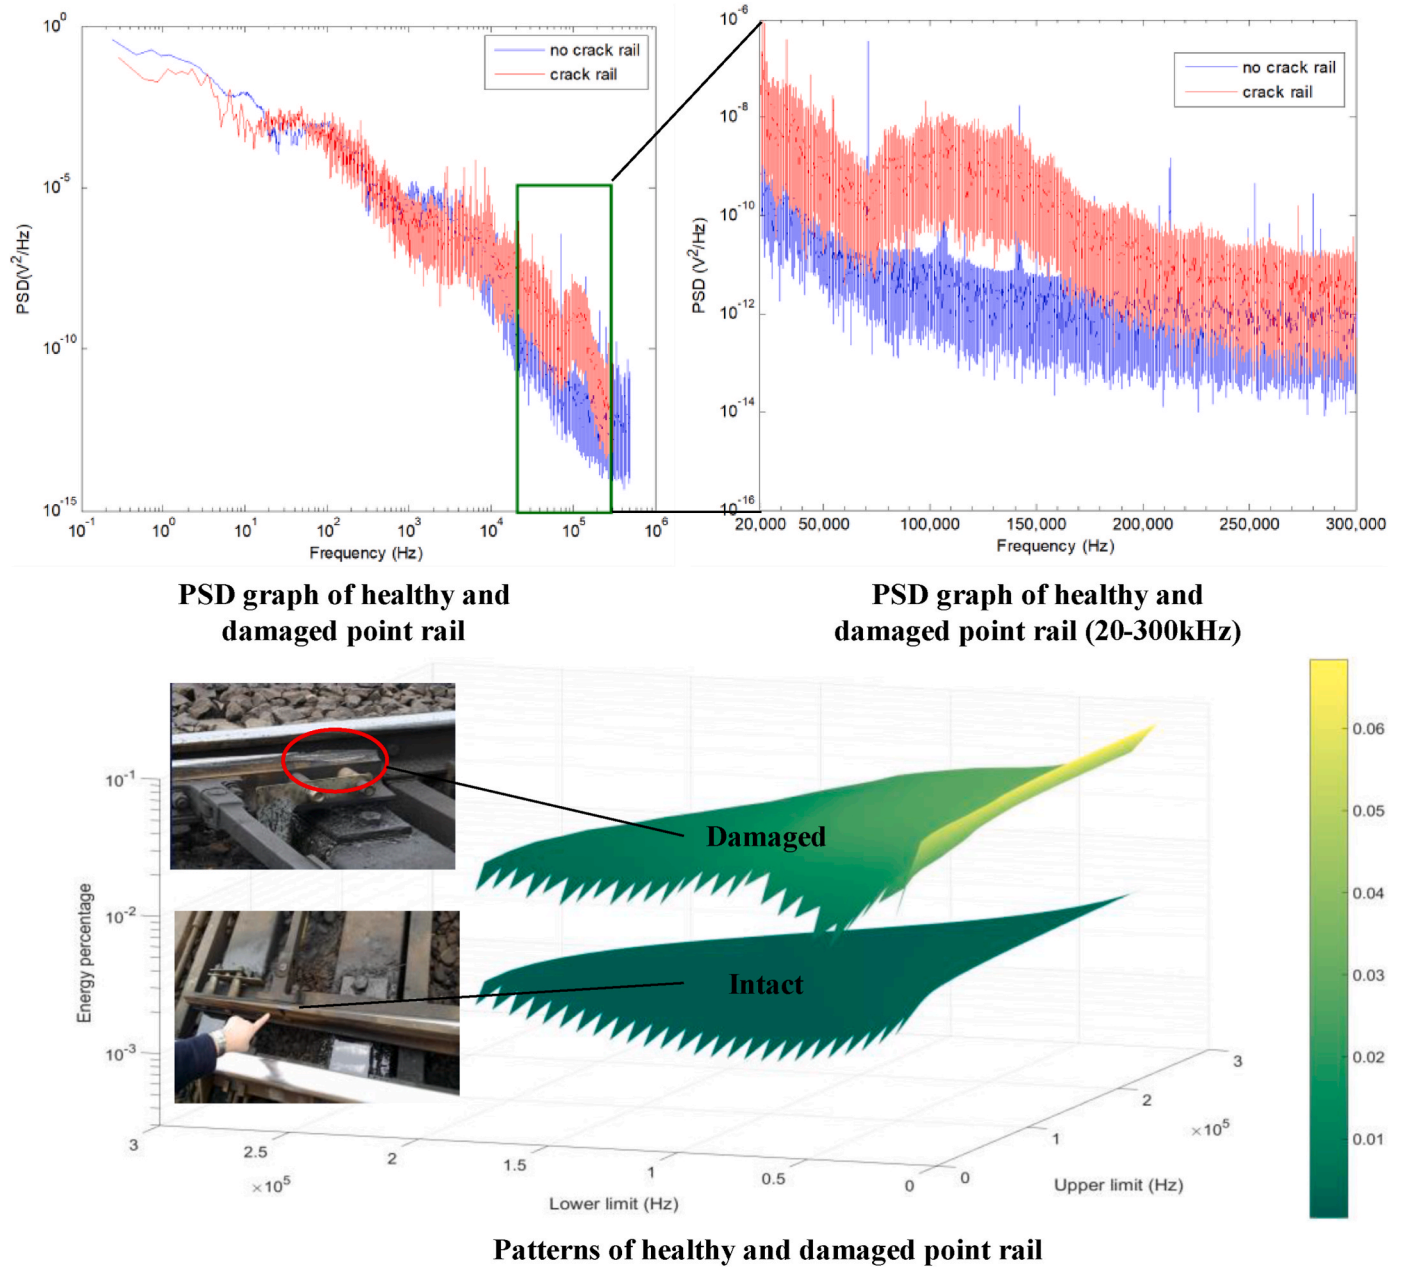 10^0
10^-5
10^-10
10^-15
PSD(V^2/Hz)
no crack rail
crack rail
10^-1 10^0 10^1 10^2 10^3 10^4 10^5 10^6
Frequency (Hz)
10^-6
10^-8
10^-10
10^-12
10^-14
10^-16
PSD (V^2/Hz)
no crack rail
crack rail
20,000 50,000 100,000 150,000 200,000 250,000 300,000
Frequency (Hz)
PSD graph of healthy and
damaged point rail
PSD graph of healthy and
damaged point rail (20-300kHz)
10^-1
10^-2
10^-3
Energy percentage
Damaged
Intact
3 2.5 2 1.5 1 0.5 0
×10^5
Lower limit (Hz)
0 1 2 3
×10^5
Upper limit (Hz)
0.06
0.05
0.04
0.03
0.02
0.01
Patterns of healthy and damaged point rail